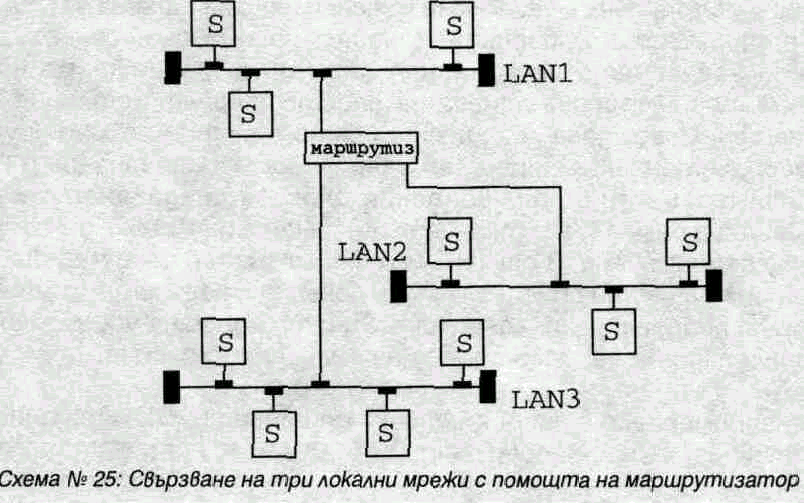 S
S
LAN1
S
маршрутиз
LAN2
S
S
S
S
S
LAN3
S
S
Схема № 25: Свързване на три локални мрежи с помощта на маршрутизатор